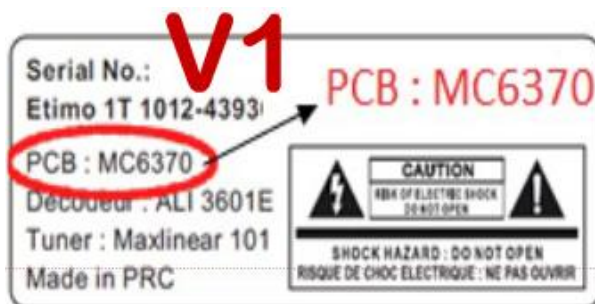 V1
Serial No.:
Etimo 1T 1012-4393
PCB : MC6370
PCB : MC6370
Decodeur : ALI 3601E
Tuner : Maxlinear 101
Made in PRC
CAUTION
RISK OF ELECTRIC SHOCK
DO NOT OPEN
SHOCK HAZARD : DO NOT OPEN
RISQUE DE CHOC ELECTRIQUE : NE PAS OUVRIR